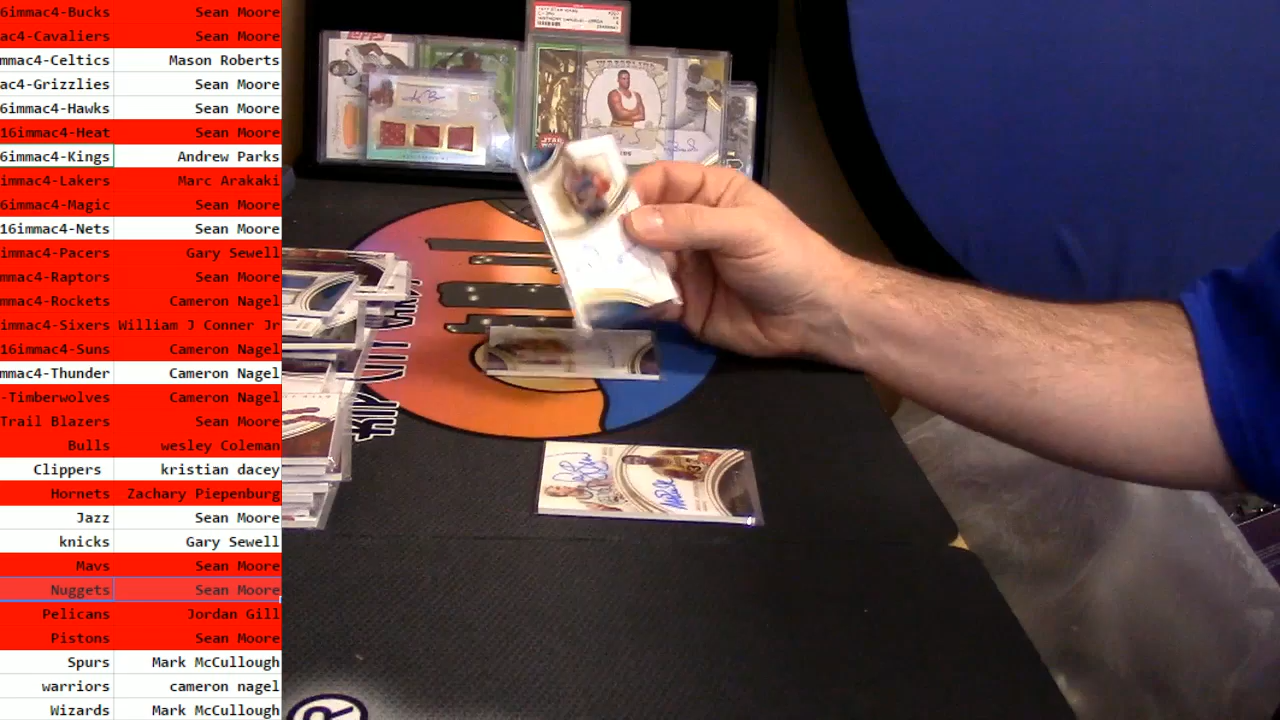 6immac4-Bucks Sean Moore
ac4-Cavaliers Sean Moore
mmac4-Celtics Mason Roberts
ac4-Grizzlies Sean Moore
6immac4-Hawks Sean Moore
16immac4-Heat Sean Moore
6immac4-Kings Andrew Parks
immac4-Lakers Marc Arakaki
6immac4-Magic Sean Moore
16immac4-Nets Sean Moore
immac4-Pacers Gary Sewell
mmac4-Raptors Sean Moore
mmac4-Rockets Cameron Nagel
immac4-Sixers William J Conner Jr
16immac4-Suns Cameron Nagel
mmac4-Thunder Cameron Nagel
-Timberwolves Cameron Nagel
Trail Blazers Sean Moore
Bulls wesley Coleman
Clippers kristian dacey
Hornets Zachary Piepenburg
Jazz Sean Moore
knicks Gary Sewell
Mavs Sean Moore
Nuggets Sean Moore
Pelicans Jordan Gill
Pistons Sean Moore
Spurs Mark McCullough
warriors cameron nagel
Wizards Mark McCullough
STAR
RIP CITY
R